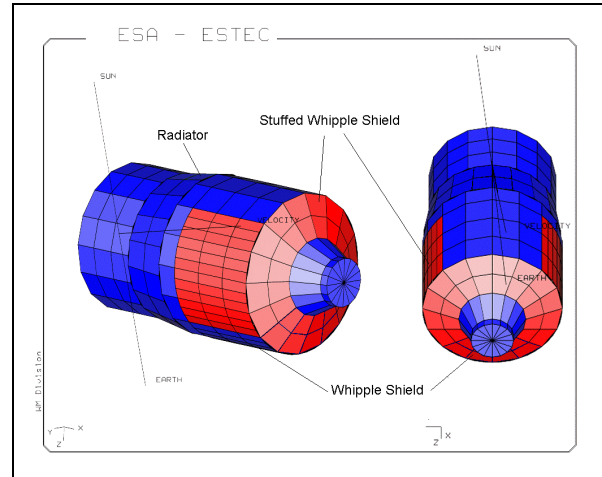 ESA - ESTEC
SUN
SUN
Radiator
Stuffed Whipple Shield
VELOCITY
VELOCITY
EARTH
EARTH
Whipple Shield
WM Division
Y
X
Z
X
Z